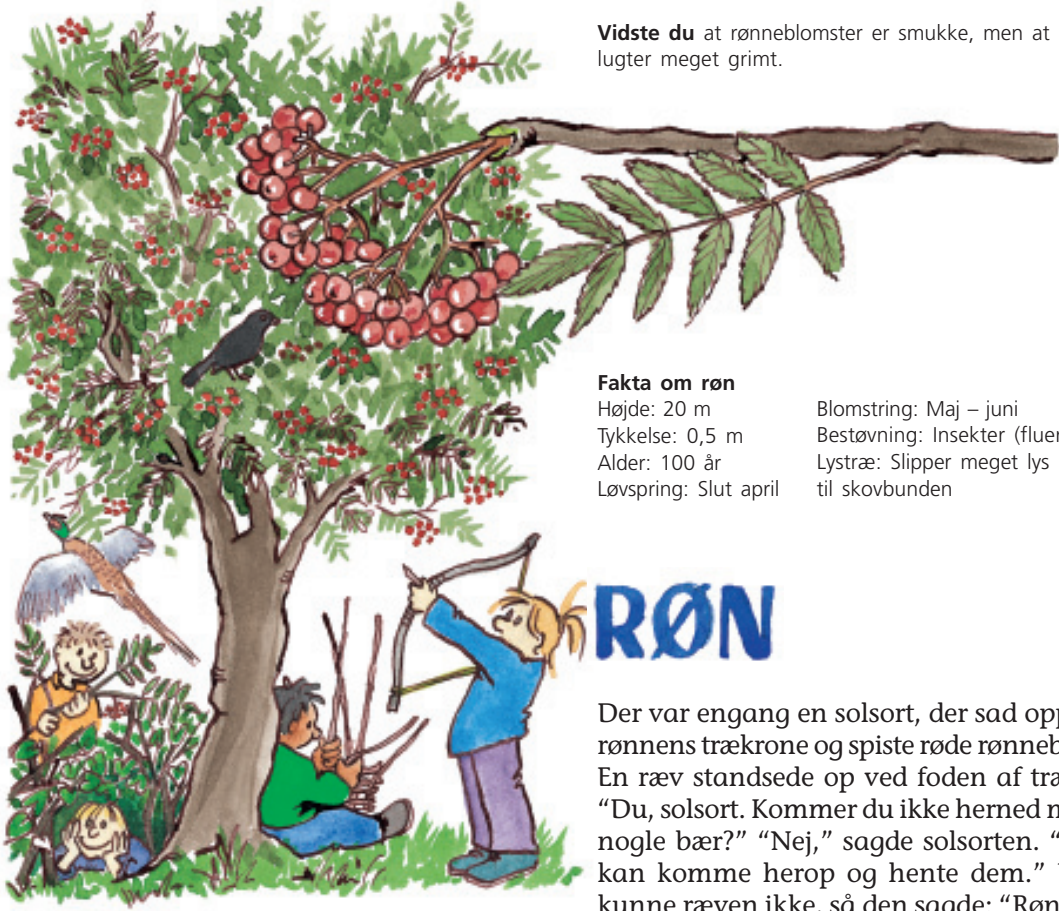 Vidste du at rønneblomster er smukke, men at
lugter meget grimt.
Fakta om røn
Højde: 20 m
Tykkelse: 0,5 m
Alder: 100 år
Løvspring: Slut april
Blomstring: Maj – juni
Bestøvning: Insekter (fluer
Lystræ: Slipper meget lys
til skovbunden
RØN
Der var engang en solsort, der sad opp
rønnens trækrone og spiste røde rønneb
En ræv standsede op ved foden af træ
“Du, solsort. Kommer du ikke herned
nogle bær?” “Nej,” sagde solsorten. “
kan komme herop og hente dem.”
kunne ræven ikke, så den sagde: “Røn